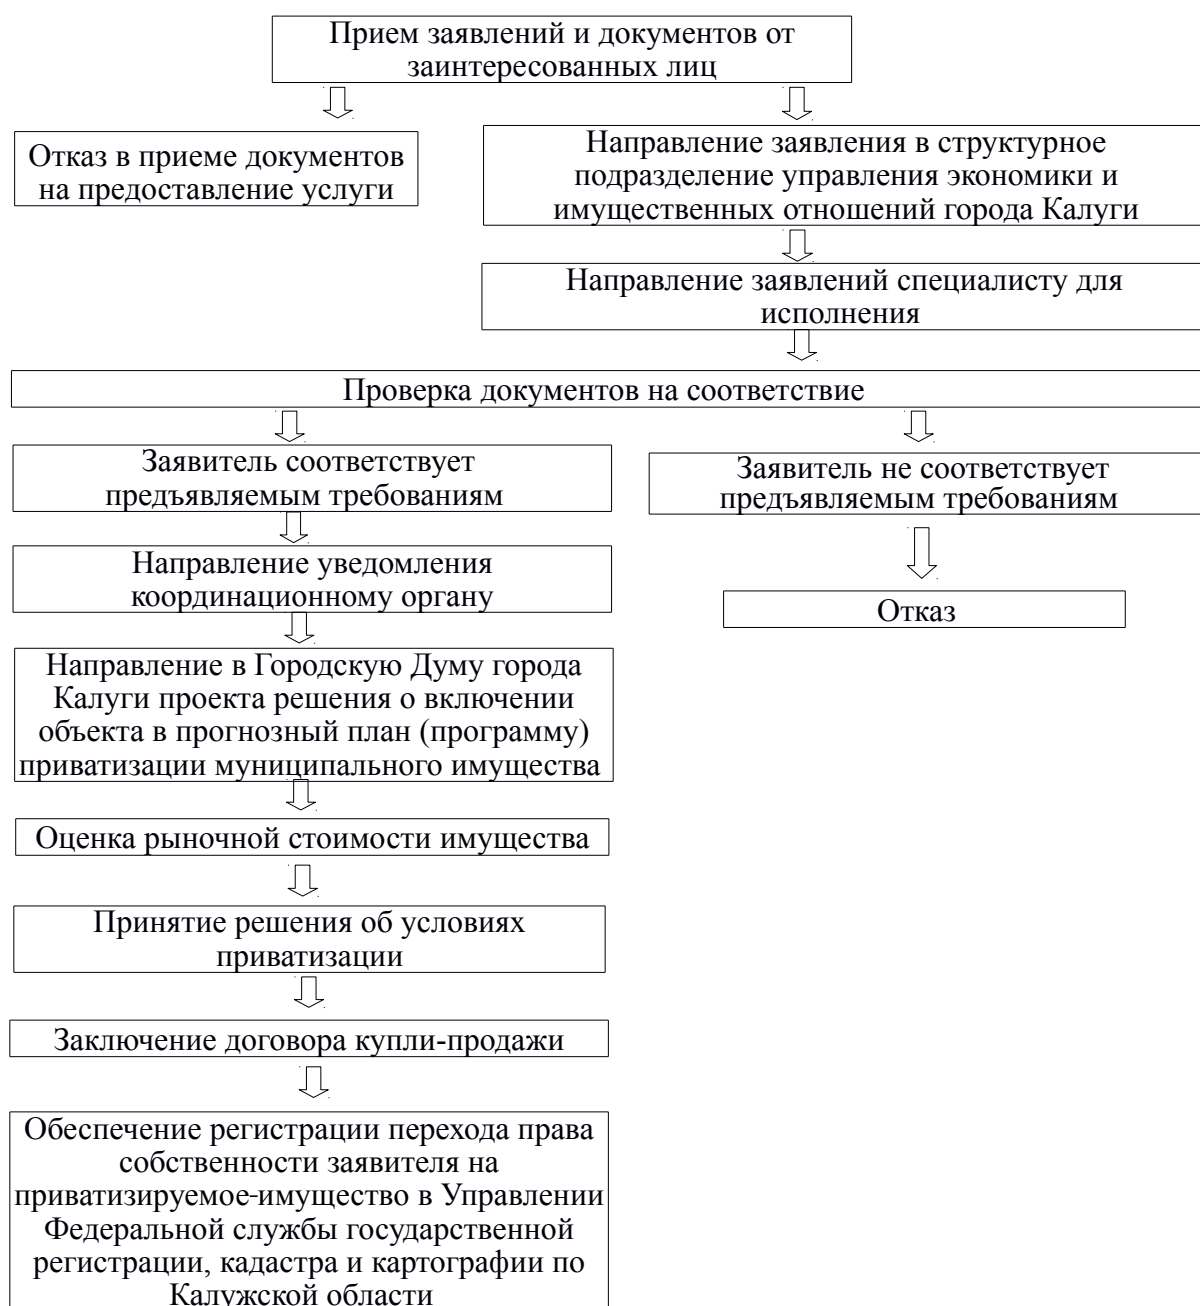 Прием заявлений и документов от
заинтересованных лиц
Отказ в приеме документов
на предоставление услуги
Направление заявления в структурное
подразделение управления экономики и
имущественных отношений города Калуги
Направление заявлений специалисту для
исполнения
Проверка документов на соответствие
Заявитель соответствует
предъявляемым требованиям
Заявитель не соответствует
предъявляемым требованиям
Направление уведомления
координационному органу
Отказ
Направление в Городскую Думу города
Калуги проекта решения о включении
объекта в прогнозный план (программу)
приватизации муниципального имущества
Оценка рыночной стоимости имущества
Принятие решения об условиях
приватизации
Заключение договора купли-продажи
Обеспечение регистрации перехода права
собственности заявителя на
приватизируемое-имущество в Управлении
Федеральной службы государственной
регистрации, кадастра и картографии по
Калужской области